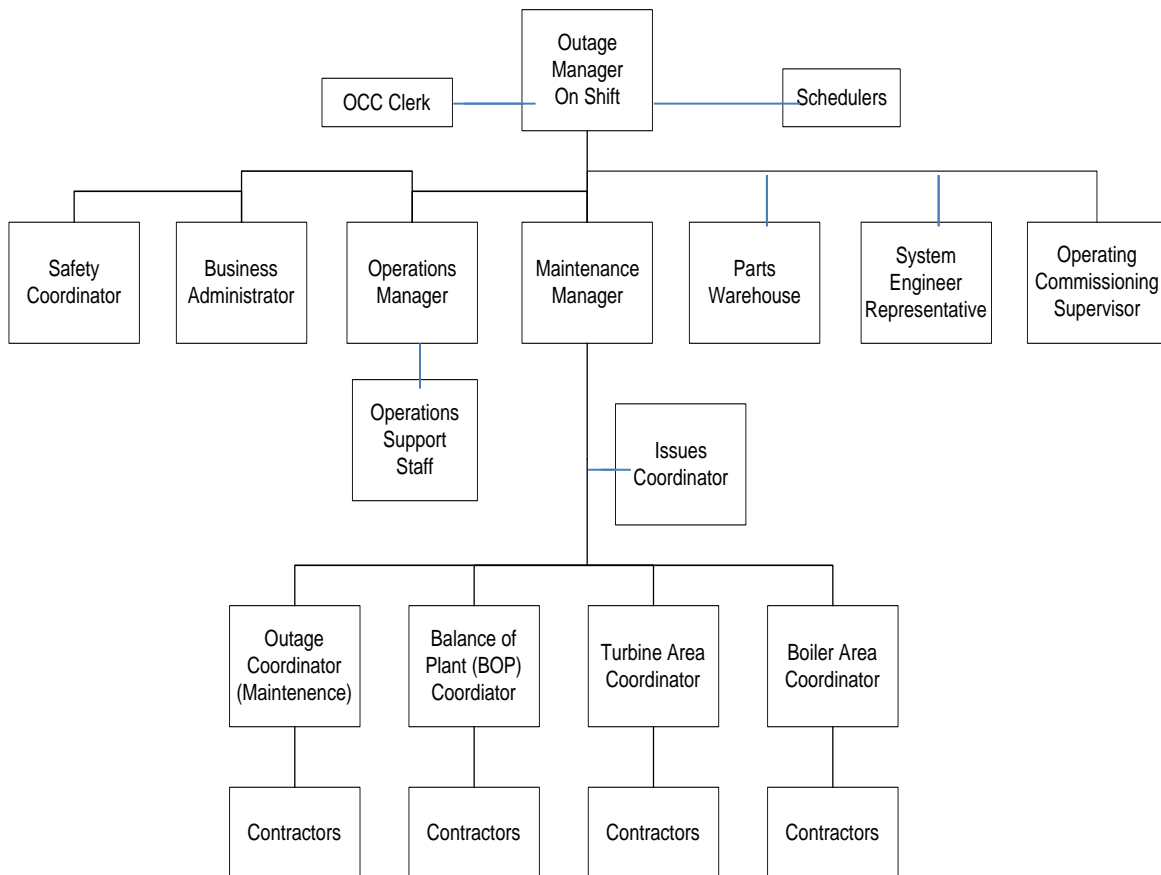 Outage
Manager
On Shift
OCC Clerk
Schedulers
Safety
Coordinator
Business
Administrator
Operations
Manager
Maintenance
Manager
Parts
Warehouse
System
Engineer
Representative
Operating
Commissioning
Supervisor
Operations
Support
Staff
Issues
Coordinator
Outage
Coordinator
(Maintenence)
Balance of
Plant (BOP)
Coordiator
Turbine Area
Coordinator
Boiler Area
Coordinator
Contractors
Contractors
Contractors
Contractors